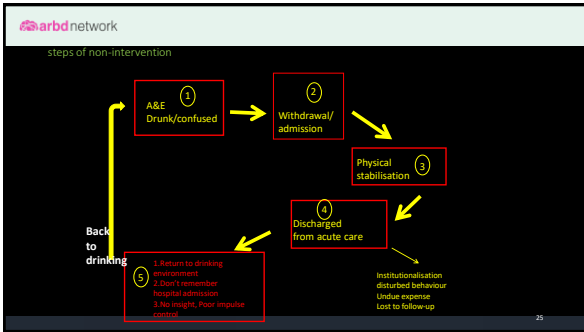 arbd network
steps of non-intervention
1
A&E
Drunk/confused
2
Withdrawal/
admission
Physical
stabilisation
3
4
Discharged
from acute care
Back
to
drinking
5
1.Return to drinking
environment
2.Don't remember
hospital admission
3.No insight, Poor impulse
control
Institutionalisation
disturbed behaviour
Undue expense
Lost to follow-up
25